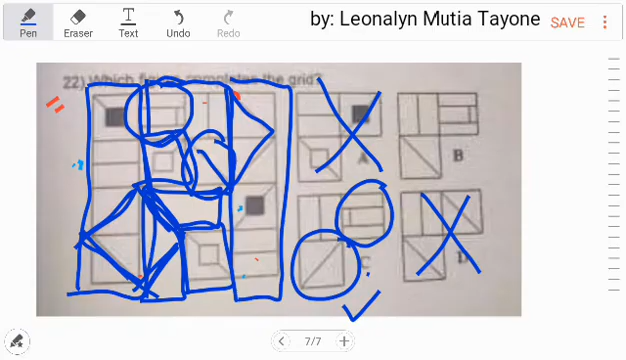 by: Leonalyn Mutia Tayone
SAVE
Pen
Eraser
Text
Undo
Redo
22) Which figure completes the grid?
A
B
C
D
7/7